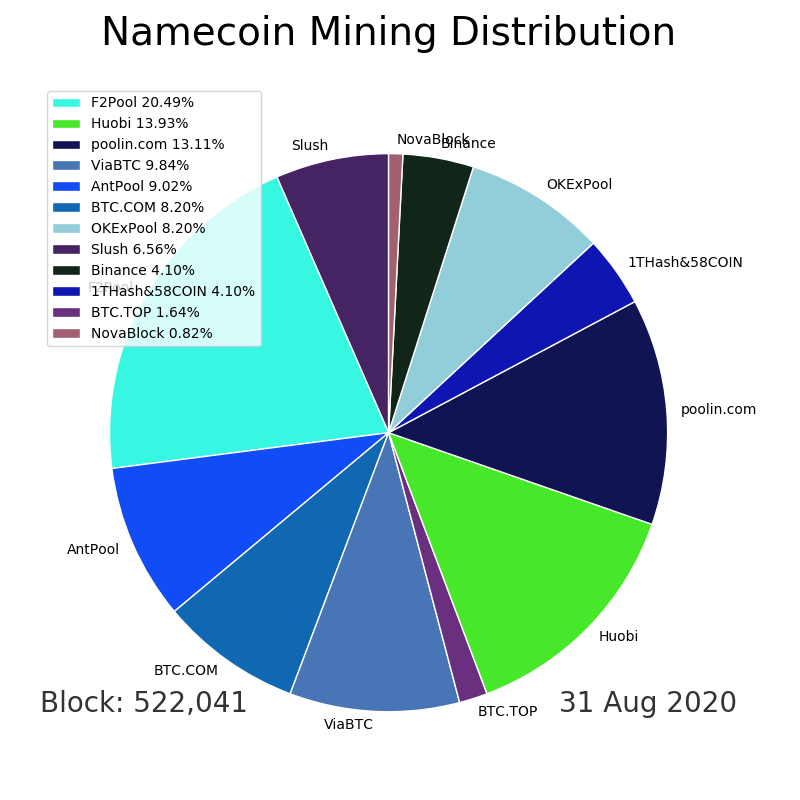 Namecoin Mining Distribution
F2Pool 20.49%
Huobi 13.93%
poolin.com 13.11%
ViaBTC 9.84%
AntPool 9.02%
BTC.COM 8.20%
OKExPool 8.20%
Slush 6.56%
Binance 4.10%
1THash&58COIN 4.10%
BTC.TOP 1.64%
NovaBlock 0.82%
Slush
NovaBlock
Binance
OKExPool
1THash&58COIN
F2Pool
poolin.com
AntPool
Huobi
BTC.COM
BTC.TOP
ViaBTC
Block: 522,041
31 Aug 2020